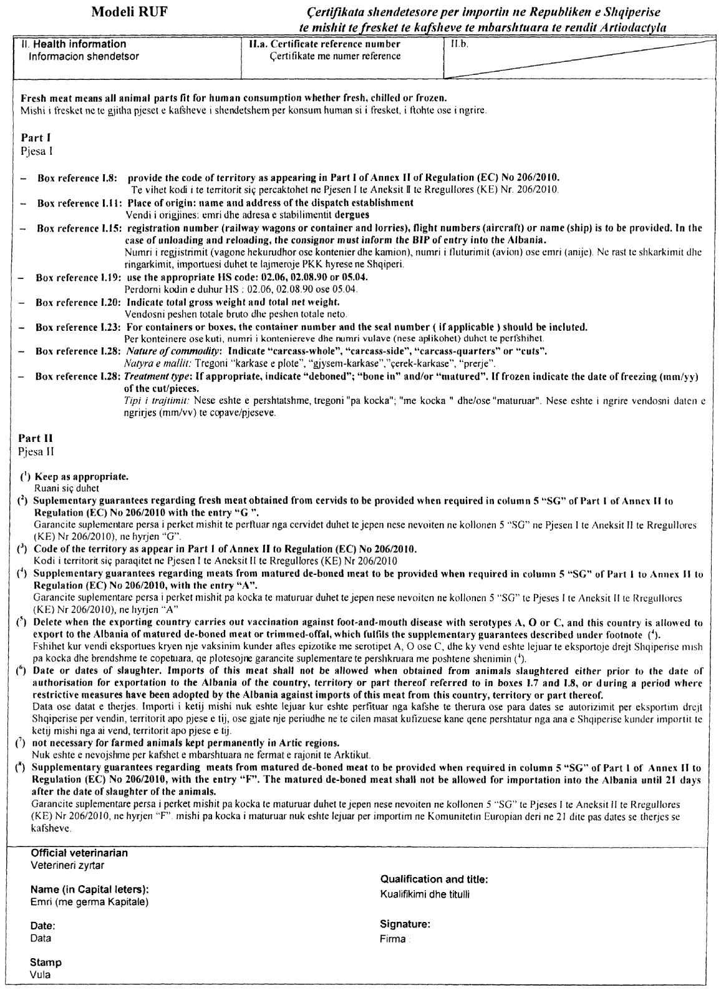 Modeli RUF
Çertifikata shendetesore per importin ne Republiken e Shqiperise
te mishit te fresket te kafsheve te mbarshtuara te rendit Artiodactyla
II. Health information
Informacion shendetsor
II.a. Certificate reference number
Çertifikate me numer reference
II.b.
Fresh meat means all animal parts fit for human consumption whether fresh, chilled or frozen.
Mishi i fresket ne te gjitha pjeset e kafsheve i shendetshem per konsum human si i fresket, i ftohte ose i ngrire.
Part I
Pjesa I
– Box reference I.8: provide the code of territory as appearing in Part I of Annex II of Regulation (EC) No 206/2010.
Te vihet kodi i te territorit siç percaktohet ne Pjesen I te Aneksit II te Rregullores (KE) Nr. 206/2010.
– Box reference I.11: Place of origin: name and address of the dispatch establishment
Vendi i origjines: emri dhe adresa e stabilimentit dergues
– Box reference I.15: registration number (railway wagons or container and lorries), flight numbers (aircraft) or name (ship) is to be provided. In the
case of unloading and reloading, the consignor must inform the BIP of entry into the Albania.
Numri i regjistrimit (vagone hekurudhor ose kontenier dhe kamion), numri i fluturimit (avion) ose emri (anije). Ne rast te shkarkimit dhe
ringarkimit, importuesi duhet te lajmeroje PKK hyrese ne Shqiperi.
– Box reference I.19: use the appropriate HS code: 02.06, 02.08.90 or 05.04.
Perdorni kodin e duhur HS : 02.06, 02.08.90 ose 05.04.
– Box reference I.20: Indicate total gross weight and total net weight.
Vendosni peshen totale bruto dhe peshen totale neto.
– Box reference I.23: For containers or boxes, the container number and the seal number ( if applicable ) should be incluted.
Per konteinere ose kuti, numri i konteniereve dhe numri vulave (nese aplikohet) duhet te perfshihet.
– Box reference I.28: Nature of commodity: Indicate “carcass-whole”, “carcass-side”, “carcass-quarters” or “cuts”.
Natyra e mallit: Tregoni “karkase e plote”, “gjysem-karkase”,”çerek-karkase”, “prerje”.
– Box reference I.28: Treatment type: If appropriate, indicate “deboned”; “bone in” and/or “matured”. If frozen indicate the date of freezing (mm/yy)
of the cut/pieces.
Tipi i trajtimit: Nese eshte e pershtatshme, tregoni "pa kocka"; "me kocka " dhe/ose "maturuar". Nese eshte i ngrire vendosni daten e
ngrirjes (mm/vv) te copave/pjeseve.
Part II
Pjesa II
(1) Keep as appropriate.
Ruani siç duhet
(2) Suplementary guarantees regarding fresh meat obtained from cervids to be provided when required in column 5 “SG” of Part 1 of Annex II to
Regulation (EC) No 206/2010 with the entry “G ”.
Garancite suplementare persa i perket mishit te perftuar nga cervidet duhet te jepen nese nevoiten ne kollonen 5 “SG” ne Pjesen I te Aneksit II te Rregullores
(KE) Nr 206/2010), ne hyrjen “G”.
(3) Code of the territory as appear in Part 1 of Annex II to Regulation (EC) No 206/2010.
Kodi i territorit siç paraqitet ne Pjesen I te Aneksit II te Rregullores (KE) Nr 206/2010
(4) Supplementary guarantees regarding meats from matured de-boned meat to be provided when required in column 5 “SG” of Part 1 to Annex II to
Regulation (EC) No 206/2010, with the entry “A”.
Garancite suplementare persa i perket mishit pa kocka te maturuar duhet te jepen nese nevoiten ne kollonen 5 “SG” te Pjeses I te Aneksit II te Rregullores
(KE) Nr 206/2010), ne hyrjen “A”
(5) Delete when the exporting country carries out vaccination against foot-and-mouth disease with serotypes A, O or C, and this country is allowed to
export to the Albania of matured de-boned meat or trimmed-offal, which fulfils the supplementary guarantees described under footnote (4).
Fshihet kur vendi eksportues kryen nje vaksinim kunder aftes epizotike me serotipet A, O ose C, dhe ky vend eshte lejuar te eksportoje drejt Shqiperise mish
pa kocka dhe brendshme te copetuara, qe plotesojne garancite suplementare te pershkruara me poshtene shenimin (4).
(6) Date or dates of slaughter. Imports of this meat shall not be allowed when obtained from animals slaughtered either prior to the date of
authorisation for exportation to the Albania of the country, territory or part thereof referred to in boxes I.7 and I.8, or during a period where
restrictive measures have been adopted by the Albania against imports of this meat from this country, territory or part thereof.
Data ose datat e therjes. Importi i ketij mishi nuk eshte lejuar kur eshte perfituar nga kafshe te therura ose para dates se autorizimit per eksportim drejt
Shqiperise per vendin, territorit apo pjese e tij, ose gjate nje periudhe ne te cilen masat kufizuese kane qene pershtatur nga ana e Shqiperise kunder importit te
ketij mishi nga ai vend, territorit apo pjese e tij.
(7) not necessary for farmed animals kept permanently in Artic regions.
Nuk eshte e nevojshme per kafshet e mbarshtuara ne fermat e rajonit te Arktikut.
(8) Supplementary guarantees regarding meats from matured de-boned meat to be provided when required in column 5 “SG” of Part 1 of Annex II to
Regulation (EC) No 206/2010, with the entry “F”. The matured de-boned meat shall not be allowed for importation into the Albania until 21 days
after the date of slaughter of the animals.
Garancite suplementare persa i perket mishit pa kocka te maturuar duhet te jepen nese nevoiten ne kollonen 5 “SG” te Pjeses I te Aneksit II te Rregullores
(KE) Nr 206/2010, ne hyrjen “F”. mishi pa kocka i maturuar nuk eshte lejuar per importim ne Komunitetin Europian deri ne 21 dite pas dates se therjes se
kafsheve.
Official veterinarian
Veterineri zyrtar
Name (in Capital leters):
Emri (me germa Kapitale)
Qualification and title:
Kualifikimi dhe titulli
Date:
Data
Signature:
Firma :
Stamp
Vula